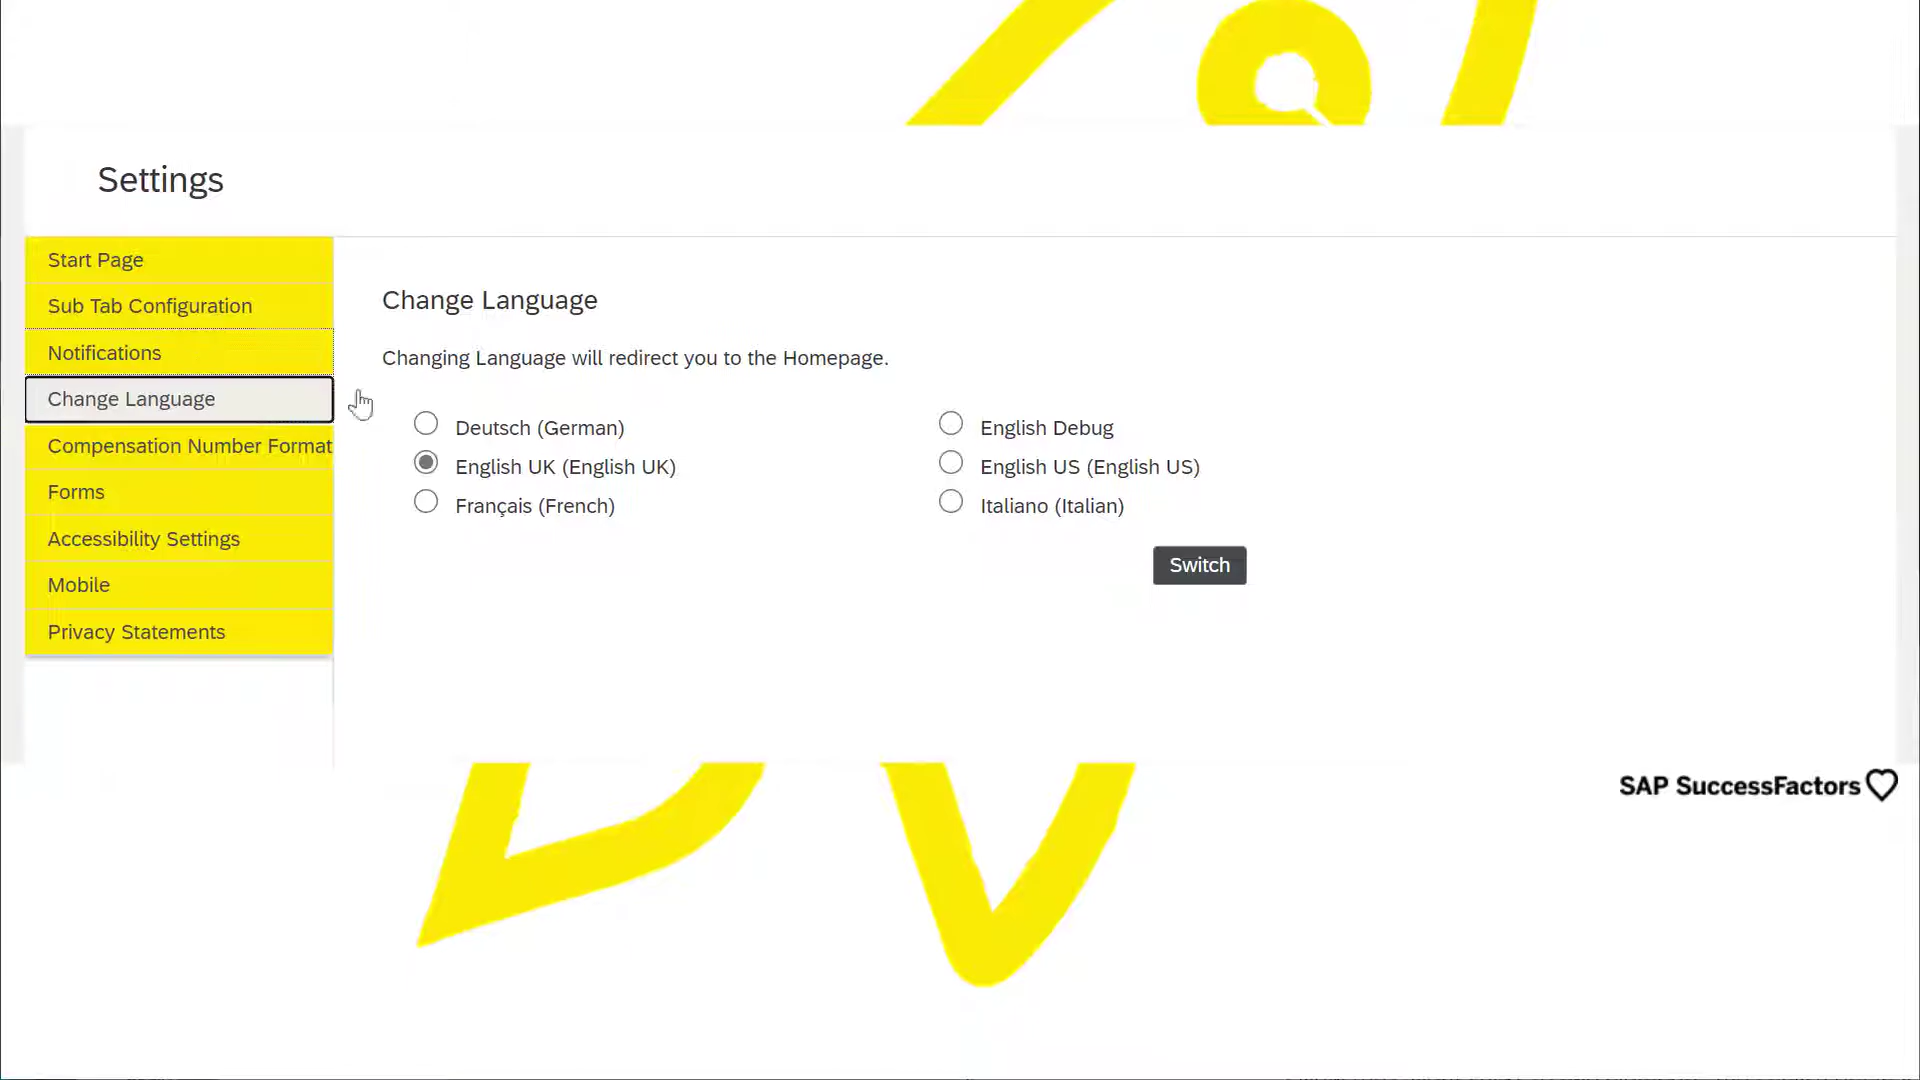 Settings
Start Page
Sub Tab Configuration
Notifications
Change Language
Compensation Number Format
Forms
Accessibility Settings
Mobile
Privacy Statements
Change Language
Changing Language will redirect you to the Homepage.
Deutsch (German)
English Debug
English UK (English UK)
English US (English US)
Français (French)
Italiano (Italian)
Switch
SAP SuccessFactors